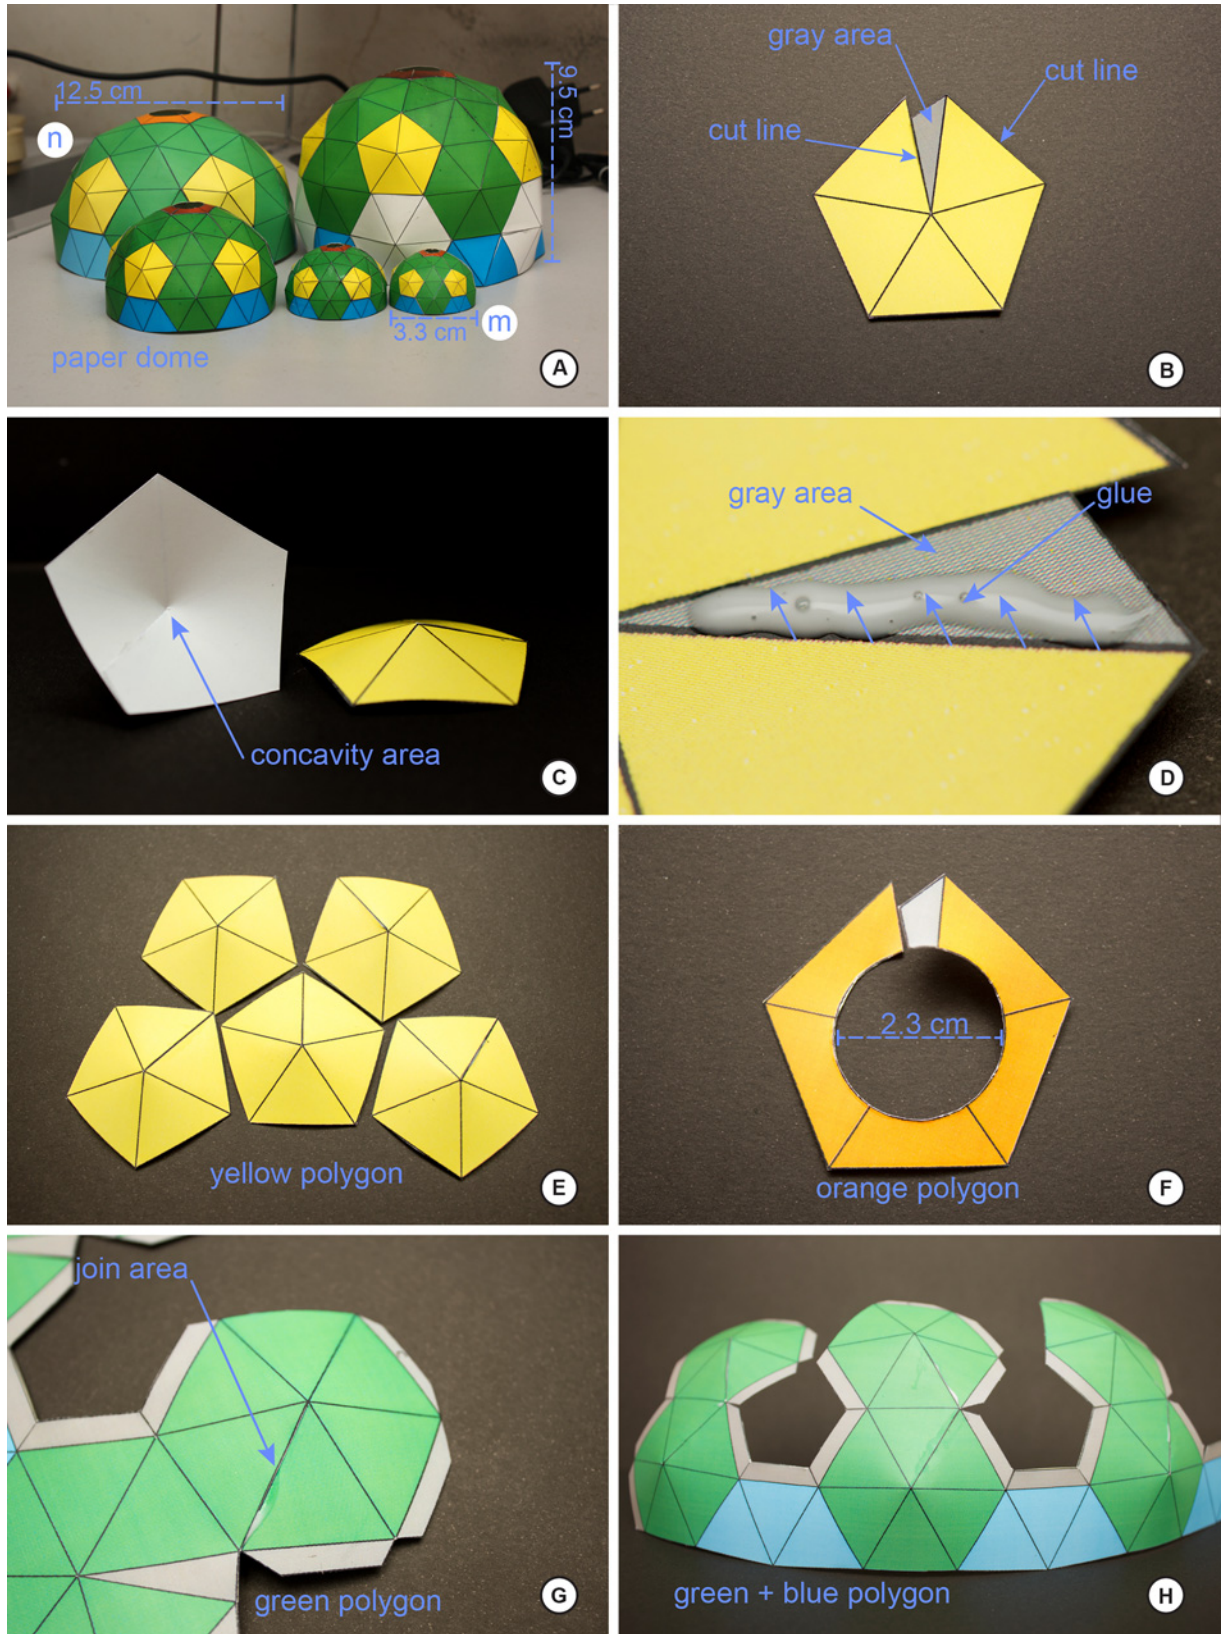 12.5 cm
9.5 cm
n
m
3.3 cm
paper dome
A
gray area
cut line
cut line
B
concavity area
C
gray area
glue
D
yellow polygon
E
2.3 cm
orange polygon
F
join area
green polygon
G
green + blue polygon
H